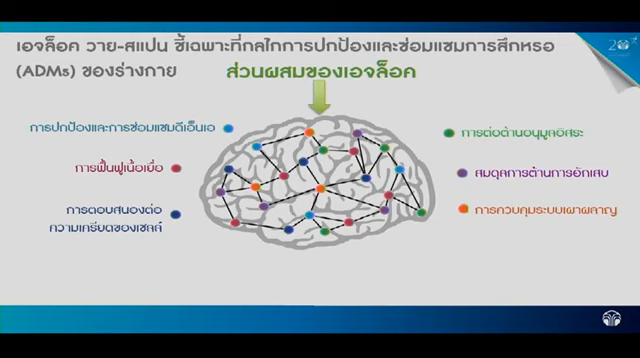 เอจล็อค วาย-สแปน ชี้เฉพาะที่กลไกการปกป้องและซ่อมแซมการสึกหรอ
(ADMs) ของร่างกาย
ส่วนผสมของเอจล็อค
การปกป้องและการซ่อมแซมดีเอ็นเอ
การฟื้นฟูเนื้อเยื่อ
การตอบสนองต่อ
ความเครียดของเซลล์
การต่อต้านอนุมูลอิสระ
สมดุลการต้านการอักเสบ
การควบคุมระบบเผาผลาญ